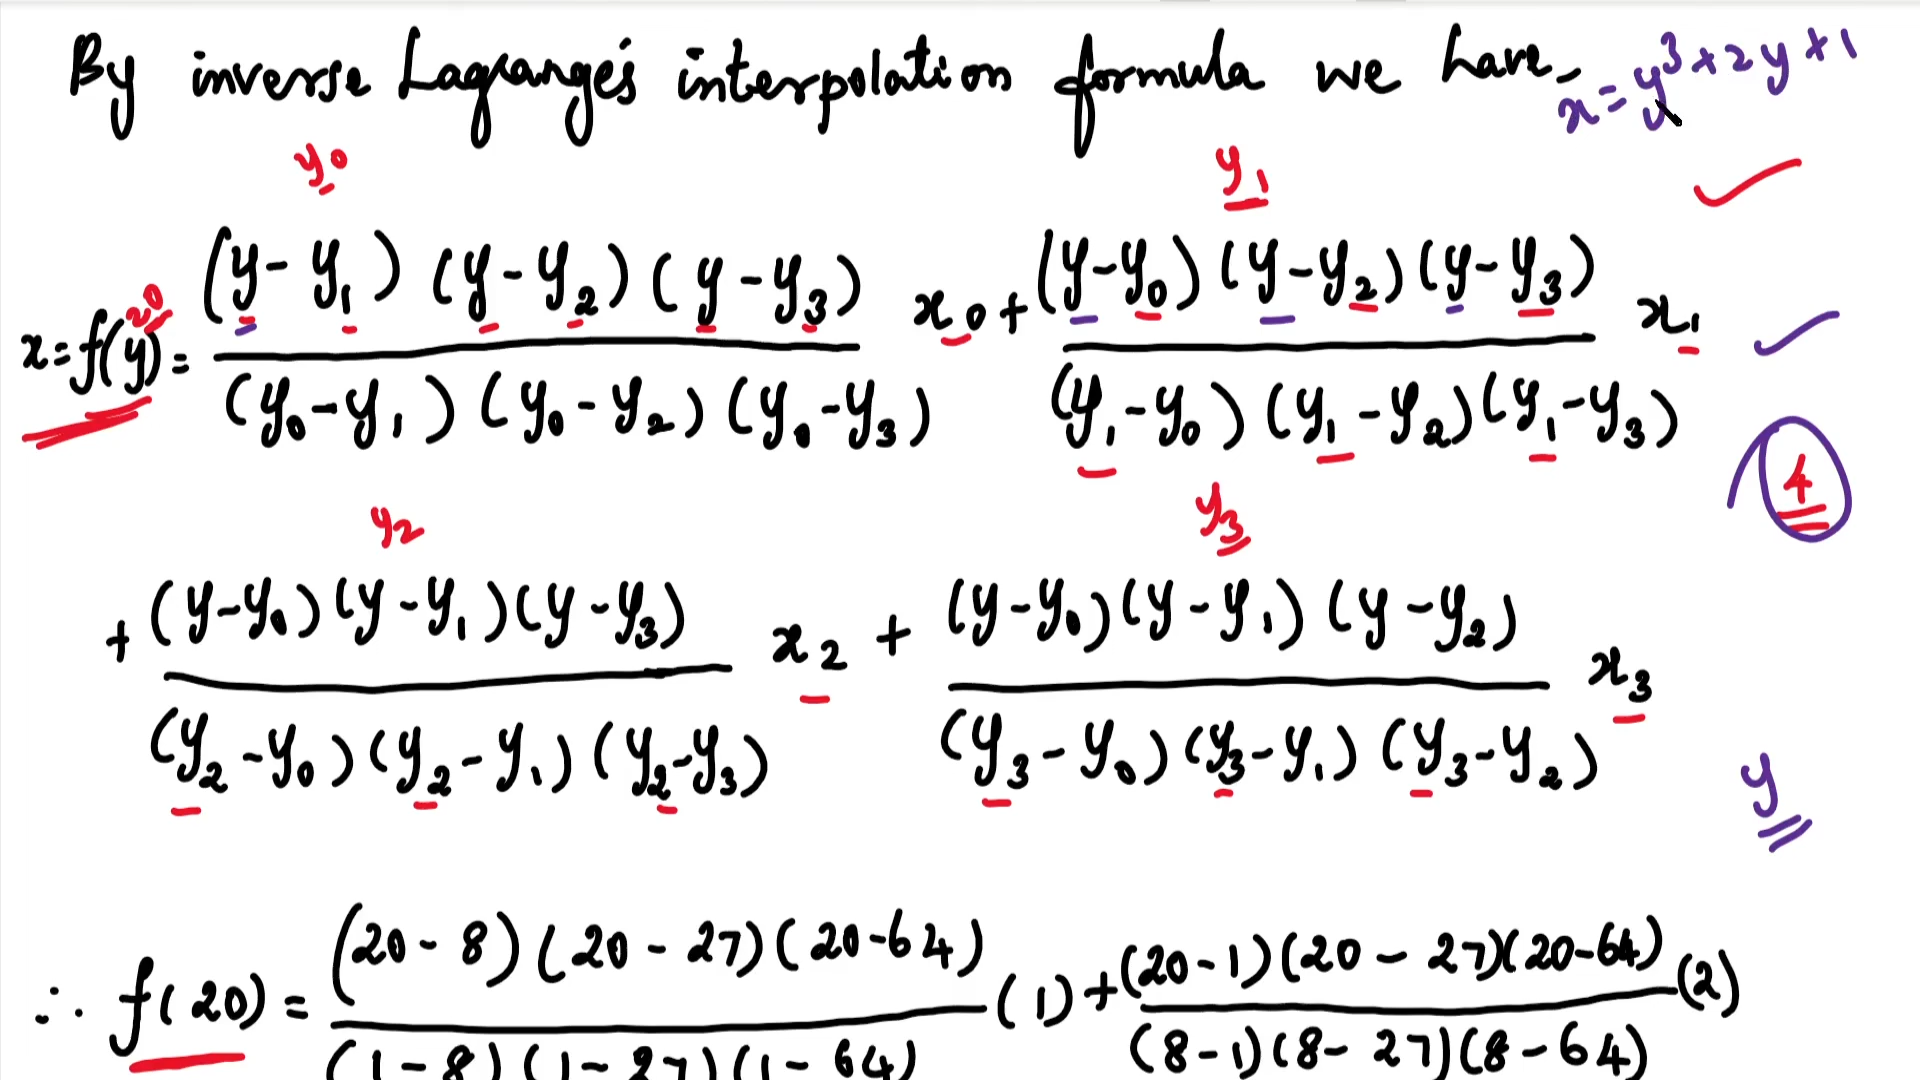 By inverse Lagrange's interpolation formula we have,
x = y³ + 2y + 1
y
y₀ y₁
20
x = f(y) = (y - y₁) (y - y₂) (y - y₃) / (y₀ - y₁) (y₀ - y₂) (y₀ - y₃) x₀ + (y - y₀) (y - y₂) (y - y₃) / (y₁ - y₀) (y₁ - y₂) (y₁ - y₃) x₁
4
y₂ y₃
+ (y - y₀) (y - y₁) (y - y₃) / (y₂ - y₀) (y₂ - y₁) (y₂ - y₃) x₂ + (y - y₀) (y - y₁) (y - y₂) / (y₃ - y₀) (y₃ - y₁) (y₃ - y₂) x₃
y
∴ f(20) = (20 - 8) (20 - 27) (20 - 64) / (1 - 8) (1 - 27) (1 - 64) (1) + (20 - 1) (20 - 27) (20 - 64) / (8 - 1) (8 - 27) (8 - 64) (2)